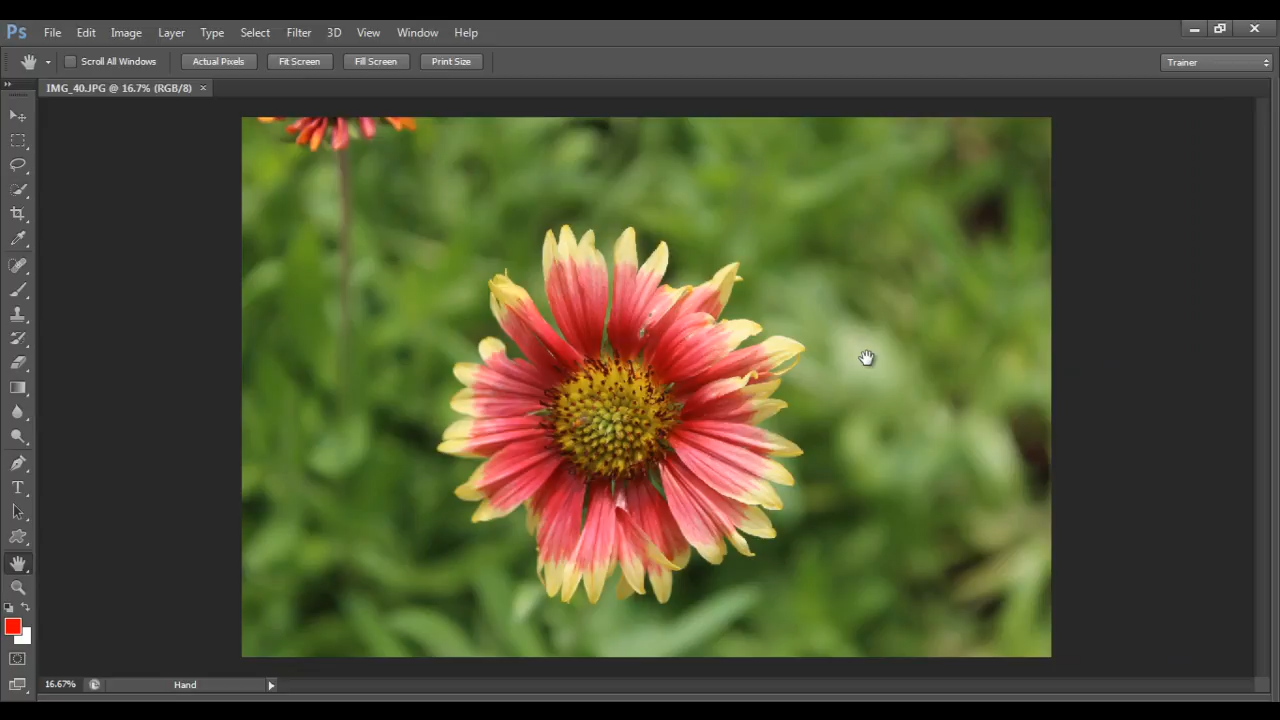 Ps File Edit Image Layer Type Select Filter 3D View Window Help
Scroll All Windows Actual Pixels Fit Screen Fill Screen Print Size Trainer
IMG_40.JPG @ 16.7% (RGB/8) ×
T
16.67% Hand